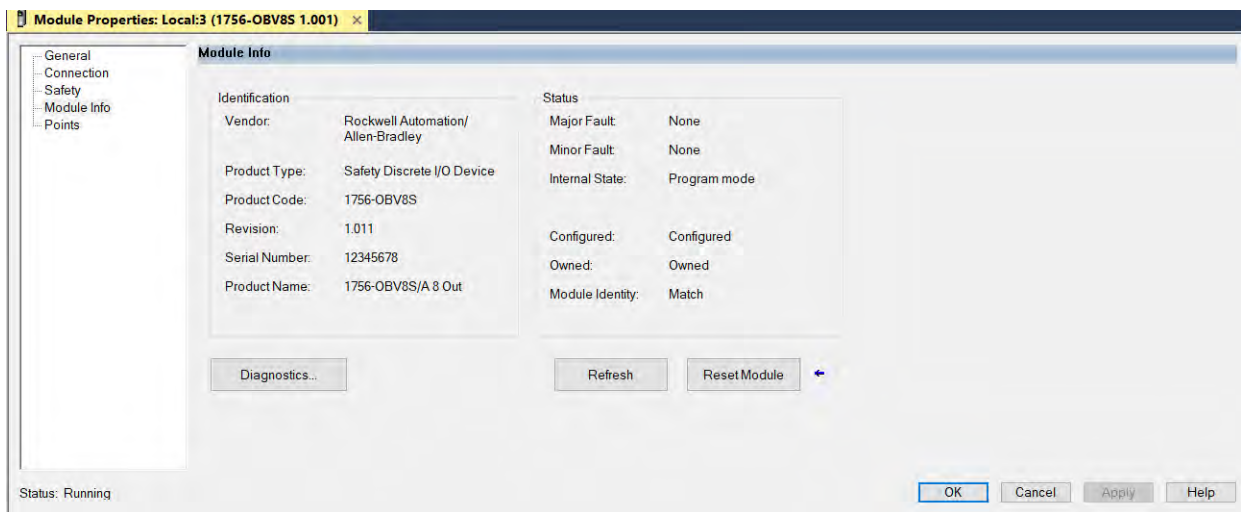 Module Properties: Local:3 (1756-OBV8S 1.001) ×
General
Connection
Safety
Module Info
Points
Module Info
Identification
Vendor: Rockwell Automation/
Allen-Bradley
Product Type: Safety Discrete I/O Device
Product Code: 1756-OBV8S
Revision: 1.011
Serial Number: 12345678
Product Name: 1756-OBV8S/A 8 Out
Status
Major Fault: None
Minor Fault: None
Internal State: Program mode
Configured: Configured
Owned: Owned
Module Identity: Match
Diagnostics...
Refresh
Reset Module
Status: Running
OK
Cancel
Apply
Help